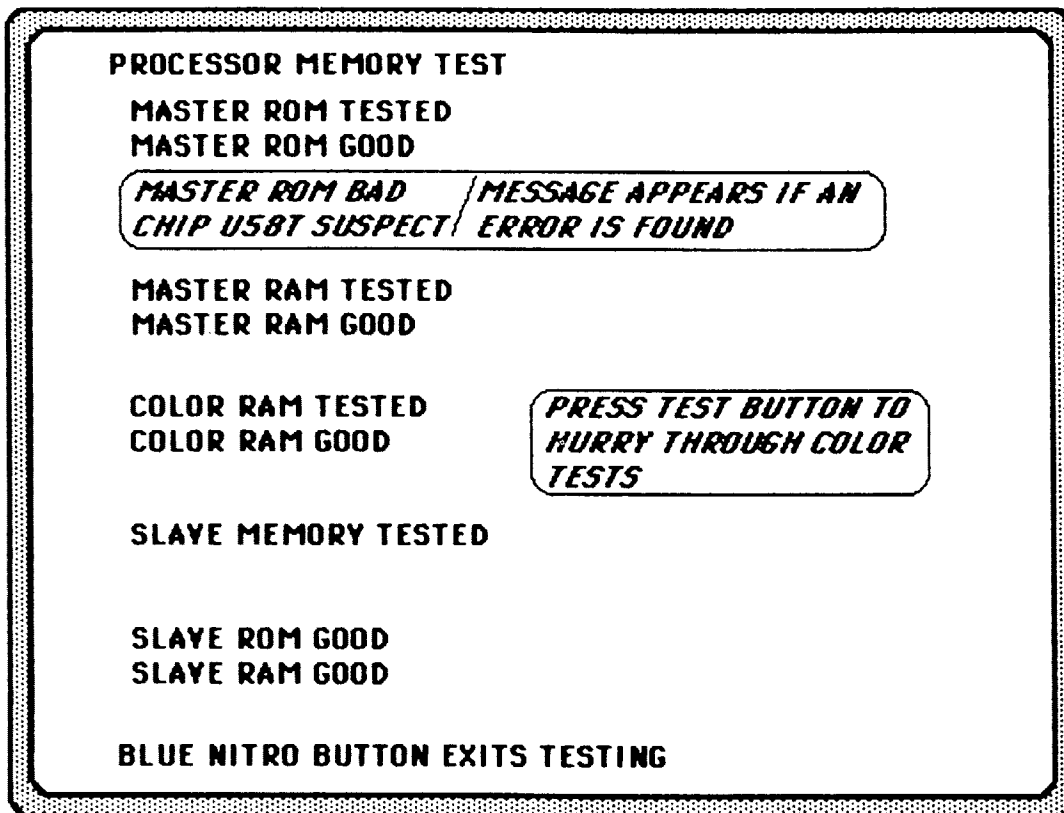 PROCESSOR MEMORY TEST
MASTER ROM TESTED
MASTER ROM GOOD
MASTER ROM BAD
CHIP U58T SUSPECT
MESSAGE APPEARS IF AN
ERROR IS FOUND
MASTER RAM TESTED
MASTER RAM GOOD
COLOR RAM TESTED
COLOR RAM GOOD
PRESS TEST BUTTON TO
HURRY THROUGH COLOR
TESTS
SLAVE MEMORY TESTED
SLAVE ROM GOOD
SLAVE RAM GOOD
BLUE NITRO BUTTON EXITS TESTING